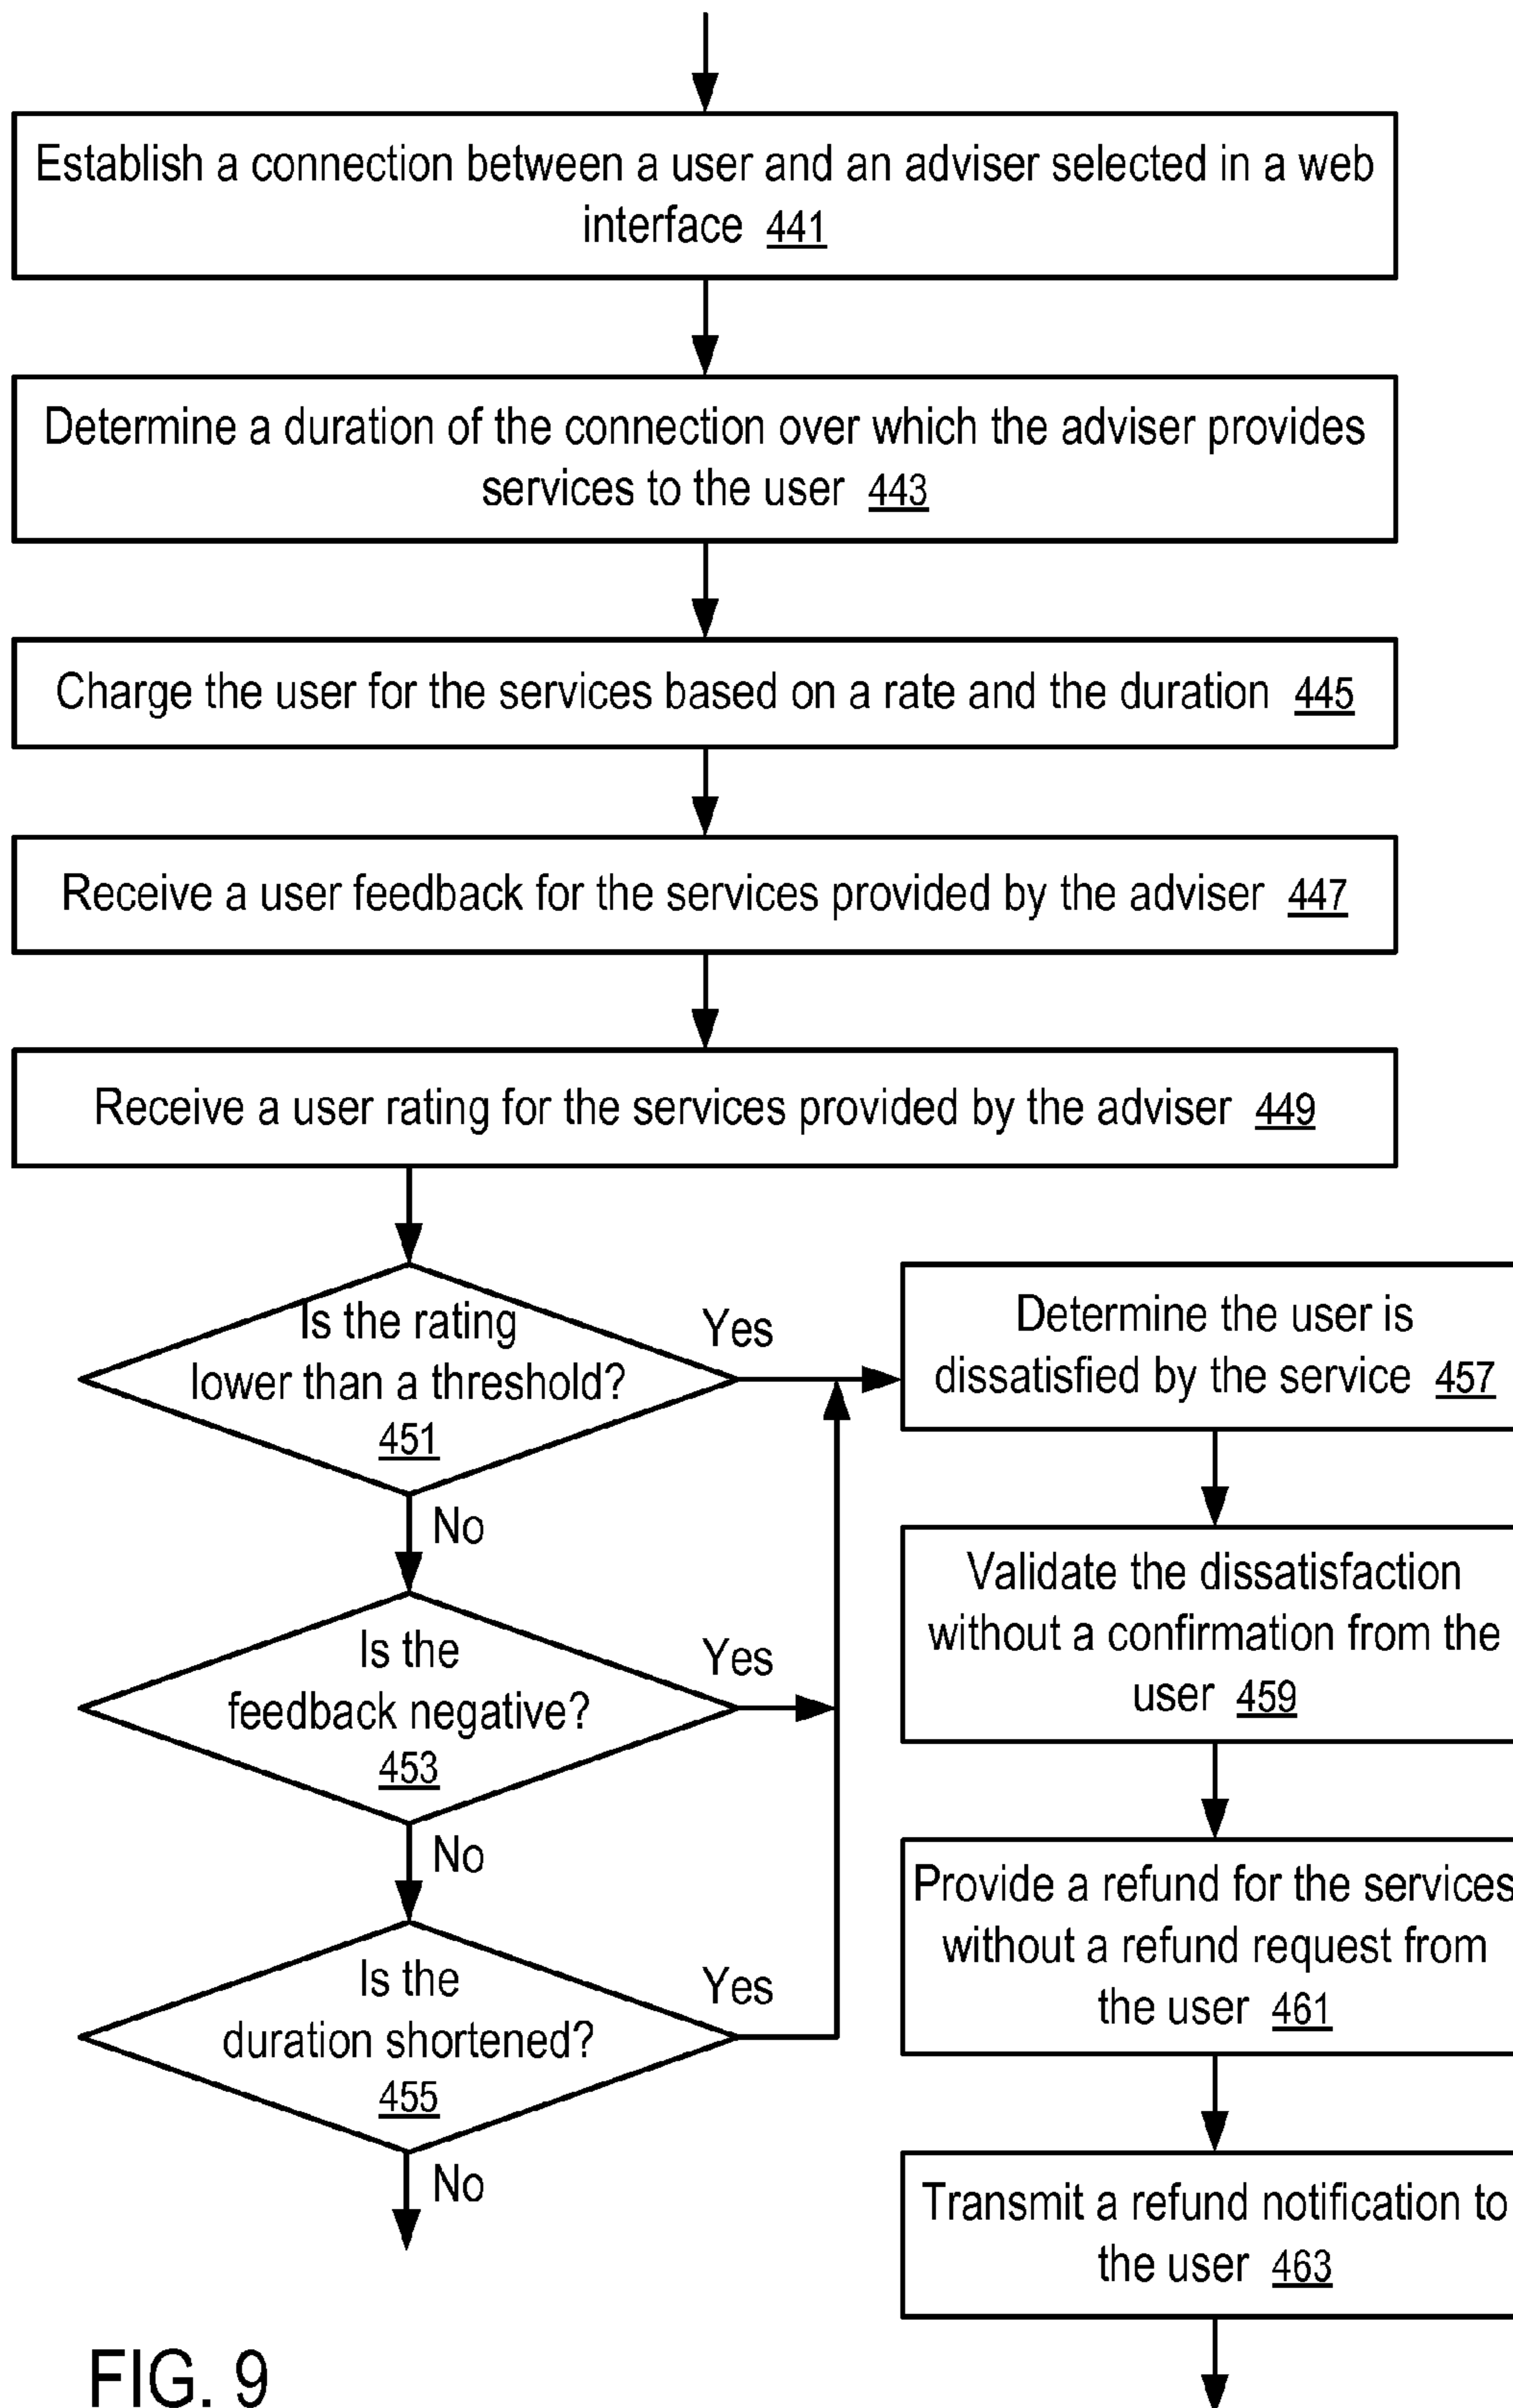 Establish a connection between a user and an adviser selected in a web
interface 441
Determine a duration of the connection over which the adviser provides
services to the user 443
Charge the user for the services based on a rate and the duration 445
Receive a user feedback for the services provided by the adviser 447
Receive a user rating for the services provided by the adviser 449
Is the rating
lower than a threshold?
451
Yes
No
Is the
feedback negative?
453
Yes
No
Is the
duration shortened?
455
Yes
No
Determine the user is
dissatisfied by the service 457
Validate the dissatisfaction
without a confirmation from the
user 459
Provide a refund for the services
without a refund request from
the user 461
Transmit a refund notification to
the user 463
FIG. 9